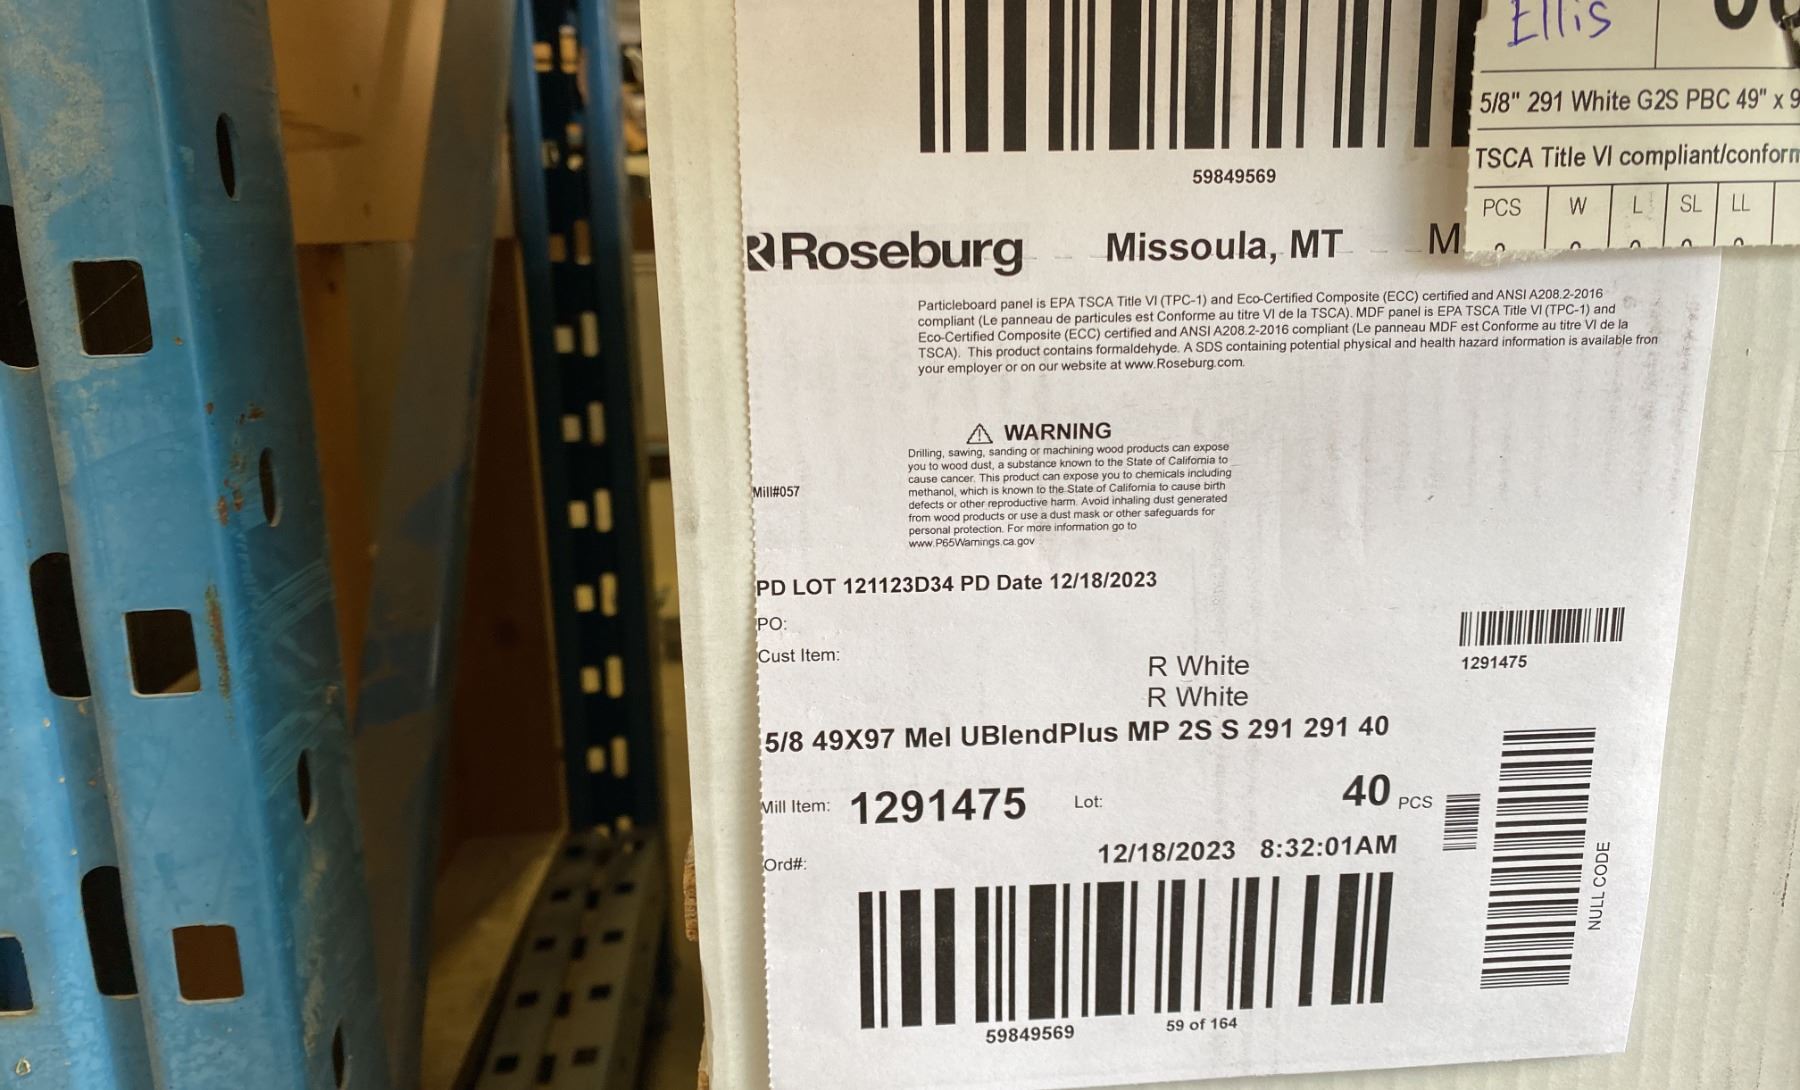 Ellis
5/8" 291 White G2S PBC 49" x 9
TSCA Title VI compliant/conform
PCS W L SL LL
59849569
Roseburg Missoula, MT M
Particleboard panel is EPA TSCA Title VI (TPC-1) and Eco-Certified Composite (ECC) certified and ANSI A208.2-2016
compliant (Le panneau de particules est Conforme au titre VI de la TSCA). MDF panel is EPA TSCA Title VI (TPC-1) and
Eco-Certified Composite (ECC) certified and ANSI A208.2-2016 compliant (Le panneau MDF est Conforme au titre VI de la
TSCA). This product contains formaldehyde. A SDS containing potential physical and health hazard information is available fron
your employer or on our website at www.Roseburg.com.
WARNING
Drilling, sawing, sanding or machining wood products can expose
you to wood dust, a substance known to the State of California to
cause cancer. This product can expose you to chemicals including
methanol, which is known to the State of California to cause birth
defects or other reproductive harm. Avoid inhaling dust generated
from wood products or use a dust mask or other safeguards for
personal protection. For more information go to
www.P65Warnings.ca.gov
Mill#057
PD LOT 121123D34 PD Date 12/18/2023
PO:
Cust Item:
R White
R White
1291475
5/8 49X97 Mel UBlendPlus MP 2S S 291 291 40
Mill Item: 1291475 Lot: 40 PCS
Ord#: 12/18/2023 8:32:01AM
NULL CODE
59849569 59 of 164